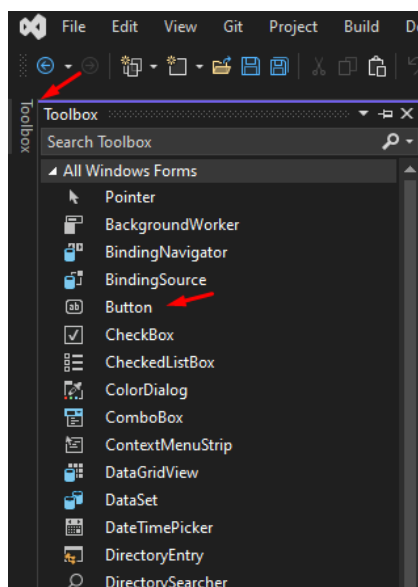 File Edit View Git Project Build
Toolbox
Toolbox
Search Toolbox
All Windows Forms
Pointer
BackgroundWorker
BindingNavigator
BindingSource
ab Button
CheckBox
CheckedListBox
ColorDialog
ComboBox
ContextMenuStrip
DataGridView
DataSet
DateTimePicker
DirectoryEntry
DirectorySearcher